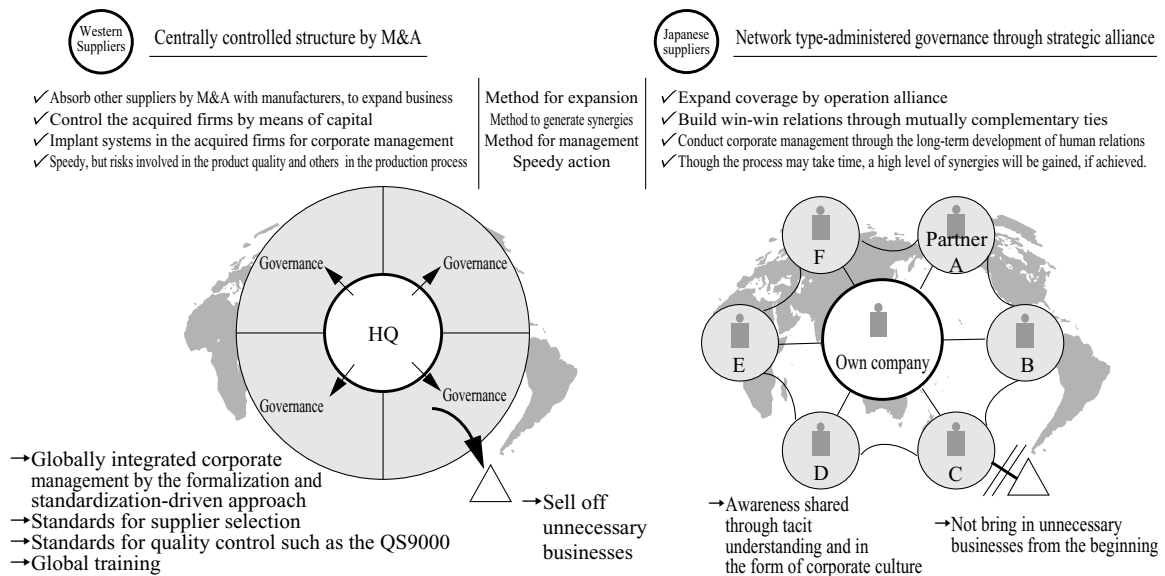 Western
Suppliers
Centrally controlled structure by M&A
✓Absorb other suppliers by M&A with manufacturers, to expand business
✓Control the acquired firms by means of capital
✓Implant systems in the acquired firms for corporate management
✓Speedy, but risks involved in the product quality and others in the production process
Method for expansion
Method to generate synergies
Method for management
Speedy action
Japanese
suppliers
Network type-administered governance through strategic alliance
✓Expand coverage by operation alliance
✓Build win-win relations through mutually complementary ties
✓Conduct corporate management through the long-term development of human relations
✓Though the process may take time, a high level of synergies will be gained, if achieved.
Governance
Governance
HQ
Governance
Governance
→Globally integrated corporate
management by the formalization and
standardization-driven approach
→Standards for supplier selection
→Standards for quality control such as the QS9000
→Global training
→Sell off
unnecessary
businesses
F
Partner
A
E
Own company
B
D
C
→Awareness shared
through tacit
understanding and in
the form of corporate culture
→Not bring in unnecessary
businesses from the beginning